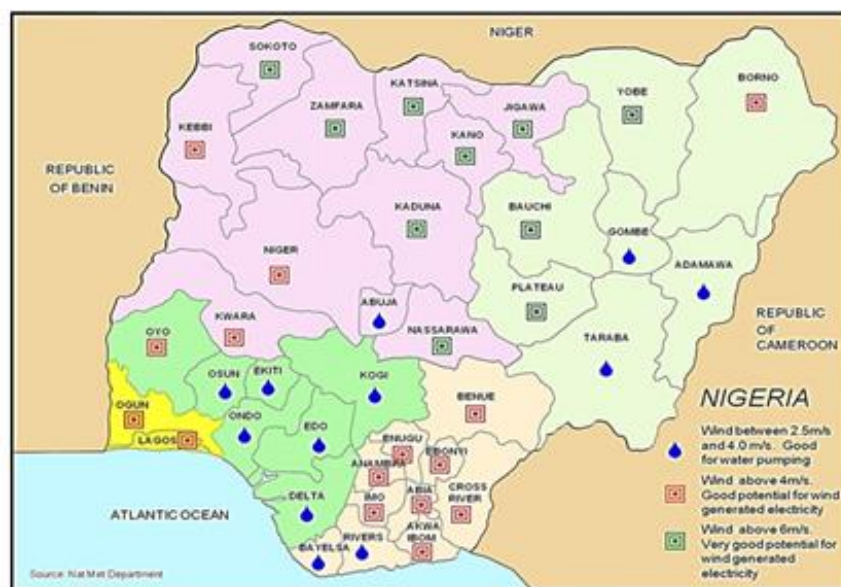 NIGER
SOKOTO
KATSINA
BORNO
YOBE
ZAMFARA
JIGAWA
KEBBI
KANO
REPUBLIC
OF BENIN
KADUNA
BAUCHI
GOMBE
NIGER
ADAMAWA
PLATEAU
ABUJA
KWARA
OYO
NASSARAWA
TARABA
REPUBLIC
OF
CAMEROON
OSUN
EKITI
KOGI
BENUE
NIGERIA
OGUN
ONDO
EDO
LAGOS
ENUGU
EBONYI
ANAMBRA
Wind between 2.5m/s
and 4.0 m/s. Good
for water pumping
DELTA
IMO
ABIA
CROSS
RIVER
Wind above 4m/s.
Good potential for wind
generated electricity
ATLANTIC OCEAN
AKWA
IBOM
RIVERS
BAYELSA
Wind above 6m/s.
Very good potential for
wind generated
electricity
Source: Nat Met Department